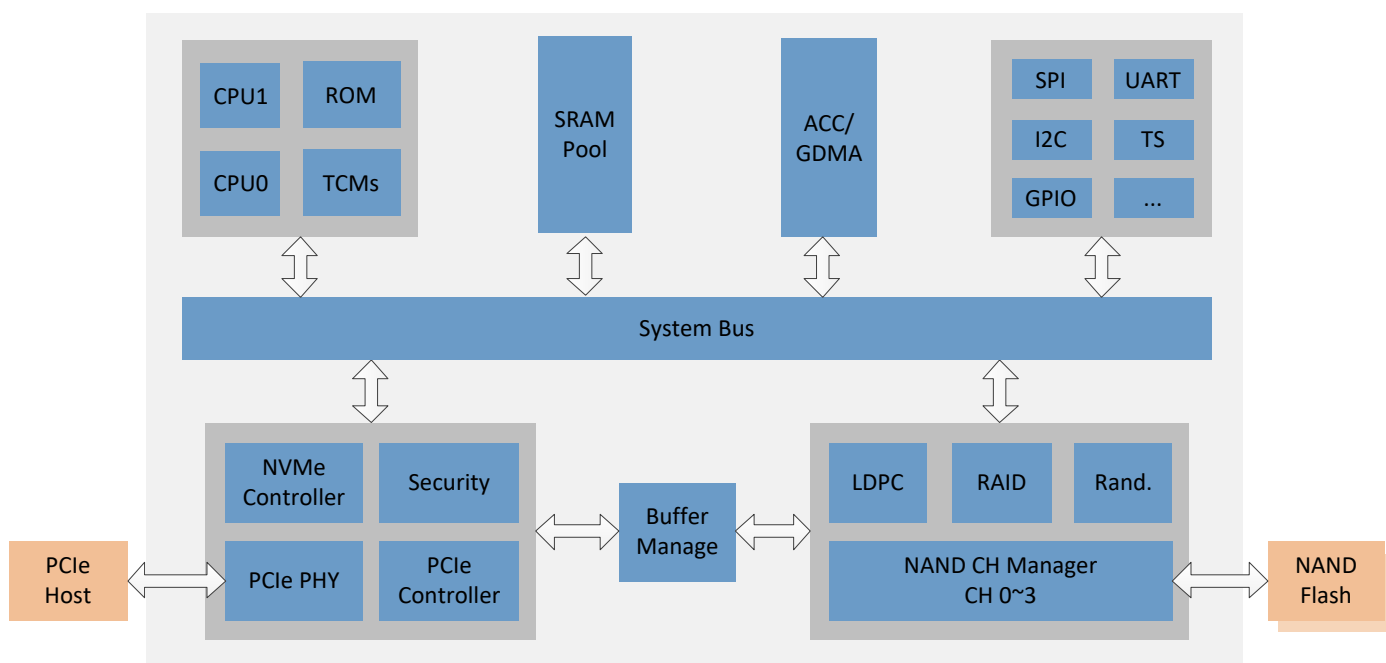 CPU1
ROM
CPU0
TCMs
SRAM
Pool
ACC/
GDMA
SPI
UART
I2C
TS
GPIO
...
System Bus
NVMe
Controller
Security
PCIe PHY
PCIe
Controller
Buffer
Manage
LDPC
RAID
Rand.
NAND CH Manager
CH 0~3
PCIe
Host
NAND
Flash